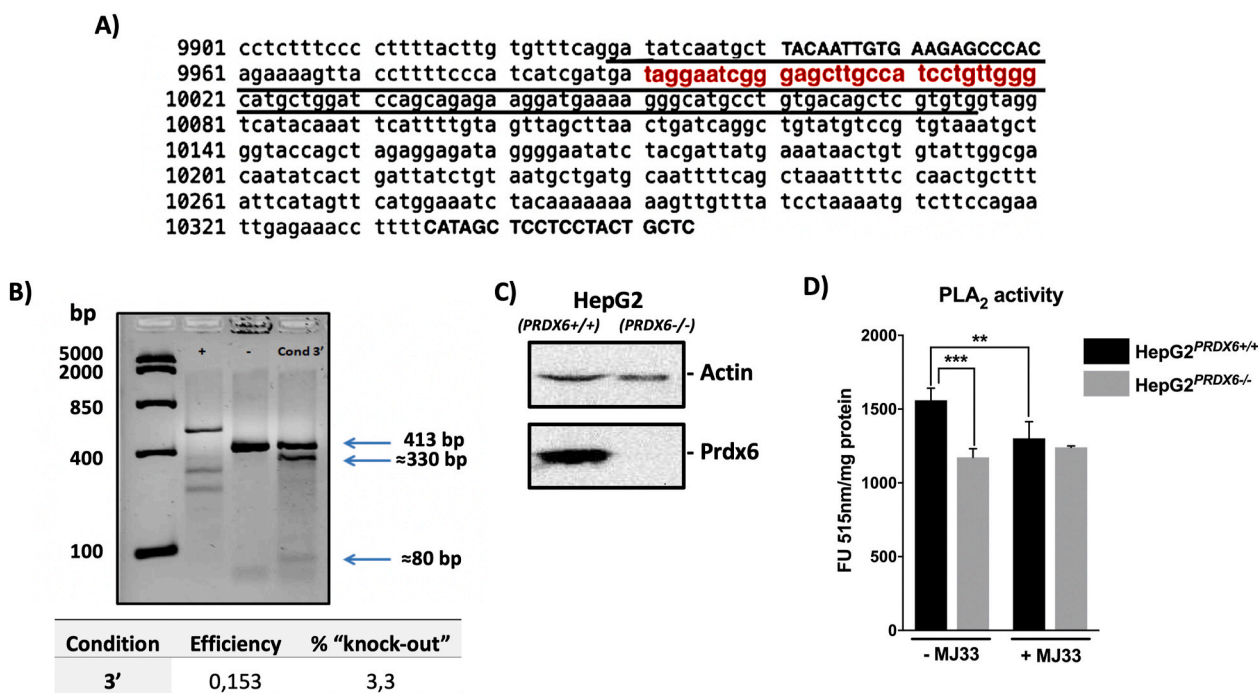 A)
9901 cctctttccc cttttacttg tgtttcagga tatcaatgct TACAATTGTG AAGAGCCCAC
9961 agaaaagtta ccttttccca tcatcgatga taggaatcgg gagcttgcca tcctgttggg
10021 catgctggat ccagcagaga aggatgaaaa gggcatgcct gtgacagctc gtgtggtagg
10081 tcatacaaat tcattttgta gttagcttaa ctgatcaggc tgtatgtccg tgtaaatgct
10141 ggtaccagct agaggagata ggggaatatc tacgattatg aaataactgt gtattggcga
10201 caatatcact gattatctgt aatgctgatg caattttcag ctaaattttc caactgcttt
10261 attcatagtt catggaaatc tacaaaaaaa aagttgttta tcctaaaatg tcttccagaa
10321 ttgagaaacc ttttCATAGC TCCTCCTACT GCTC
B)
bp
5000
2000
850
400
100
+ - Cond 3'
413 bp
≈330 bp
≈80 bp
Condition Efficiency % “knock-out”
3’ 0,153 3,3
C)
HepG2
(PRDX6+/+) (PRDX6-/-)
- Actin
- Prdx6
D)
PLA2 activity
FU 515nm/mg protein
2000
1500
1000
500
0
**
***
- MJ33 + MJ33
HepG2PRDX6+/+
HepG2PRDX6-/-